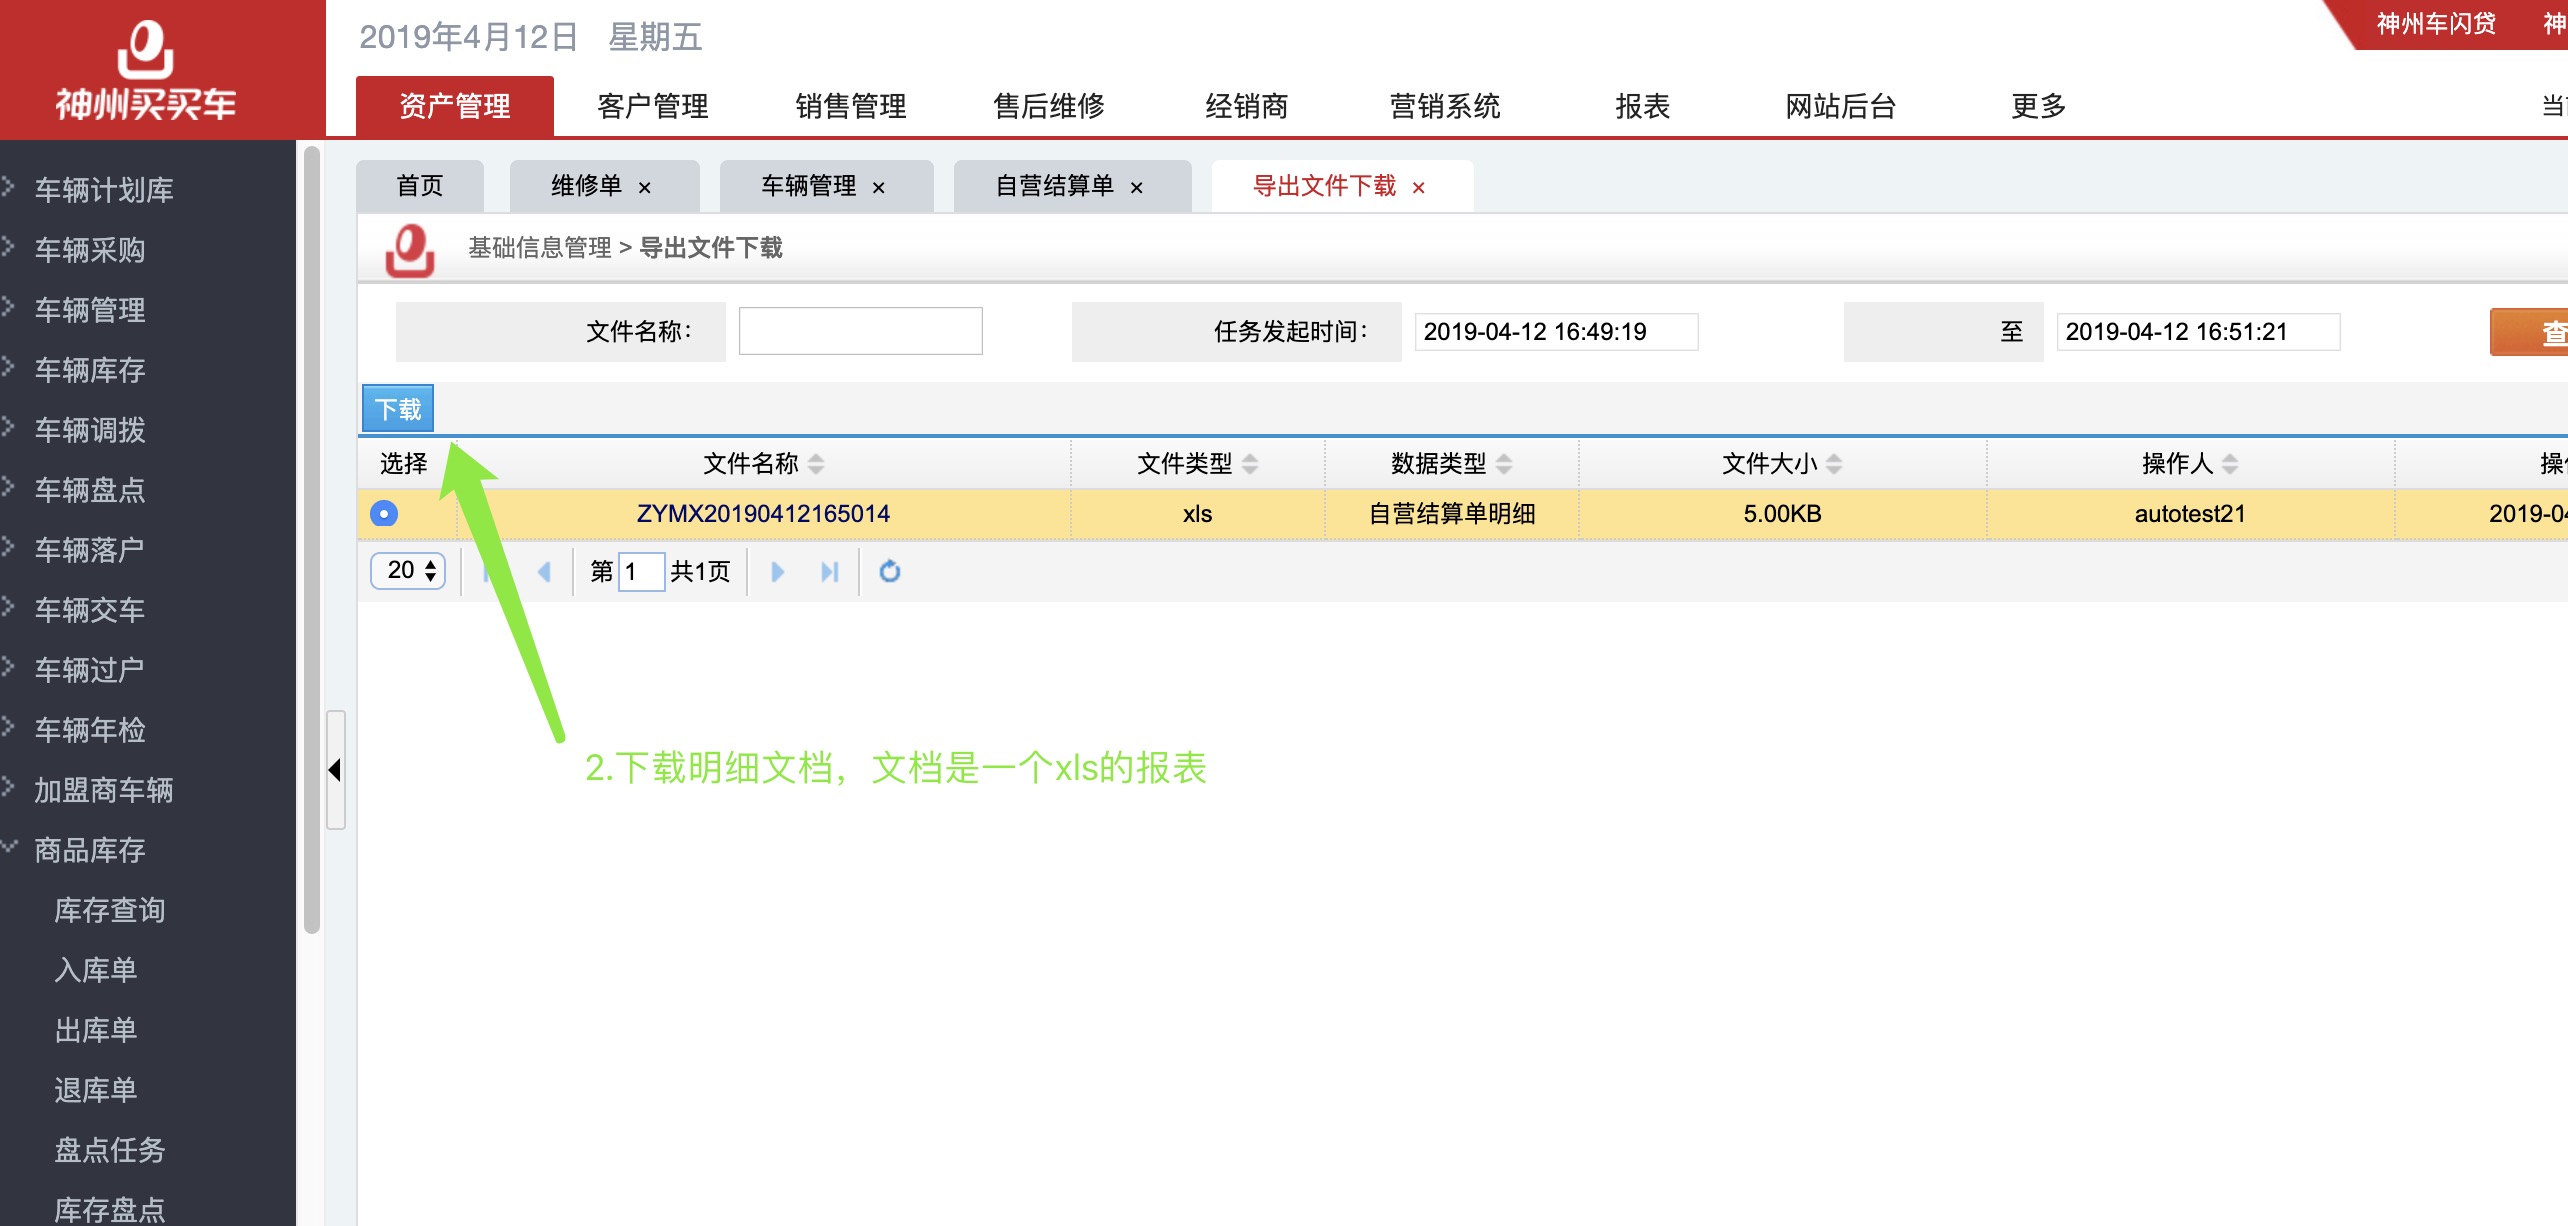 神州买买车
2019年4月12日 星期五
神州车闪贷 神
资产管理 客户管理 销售管理 售后维修 经销商 营销系统 报表 网站后台 更多
首页 维修单 × 车辆管理 × 自营结算单 × 导出文件下载 ×
基础信息管理 > 导出文件下载
文件名称: 任务发起时间: 2019-04-12 16:49:19 至 2019-04-12 16:51:21 查
下载
选择 文件名称 文件类型 数据类型 文件大小 操作人
ZYMX20190412165014 xls 自营结算单明细 5.00KB autotest21
20 第 1 共1页
2.下载明细文档，文档是一个xls的报表
车辆计划库
车辆采购
车辆管理
车辆库存
车辆调拨
车辆盘点
车辆落户
车辆交车
车辆过户
车辆年检
加盟商车辆
商品库存
库存查询
入库单
出库单
退库单
盘点任务
库存盘点